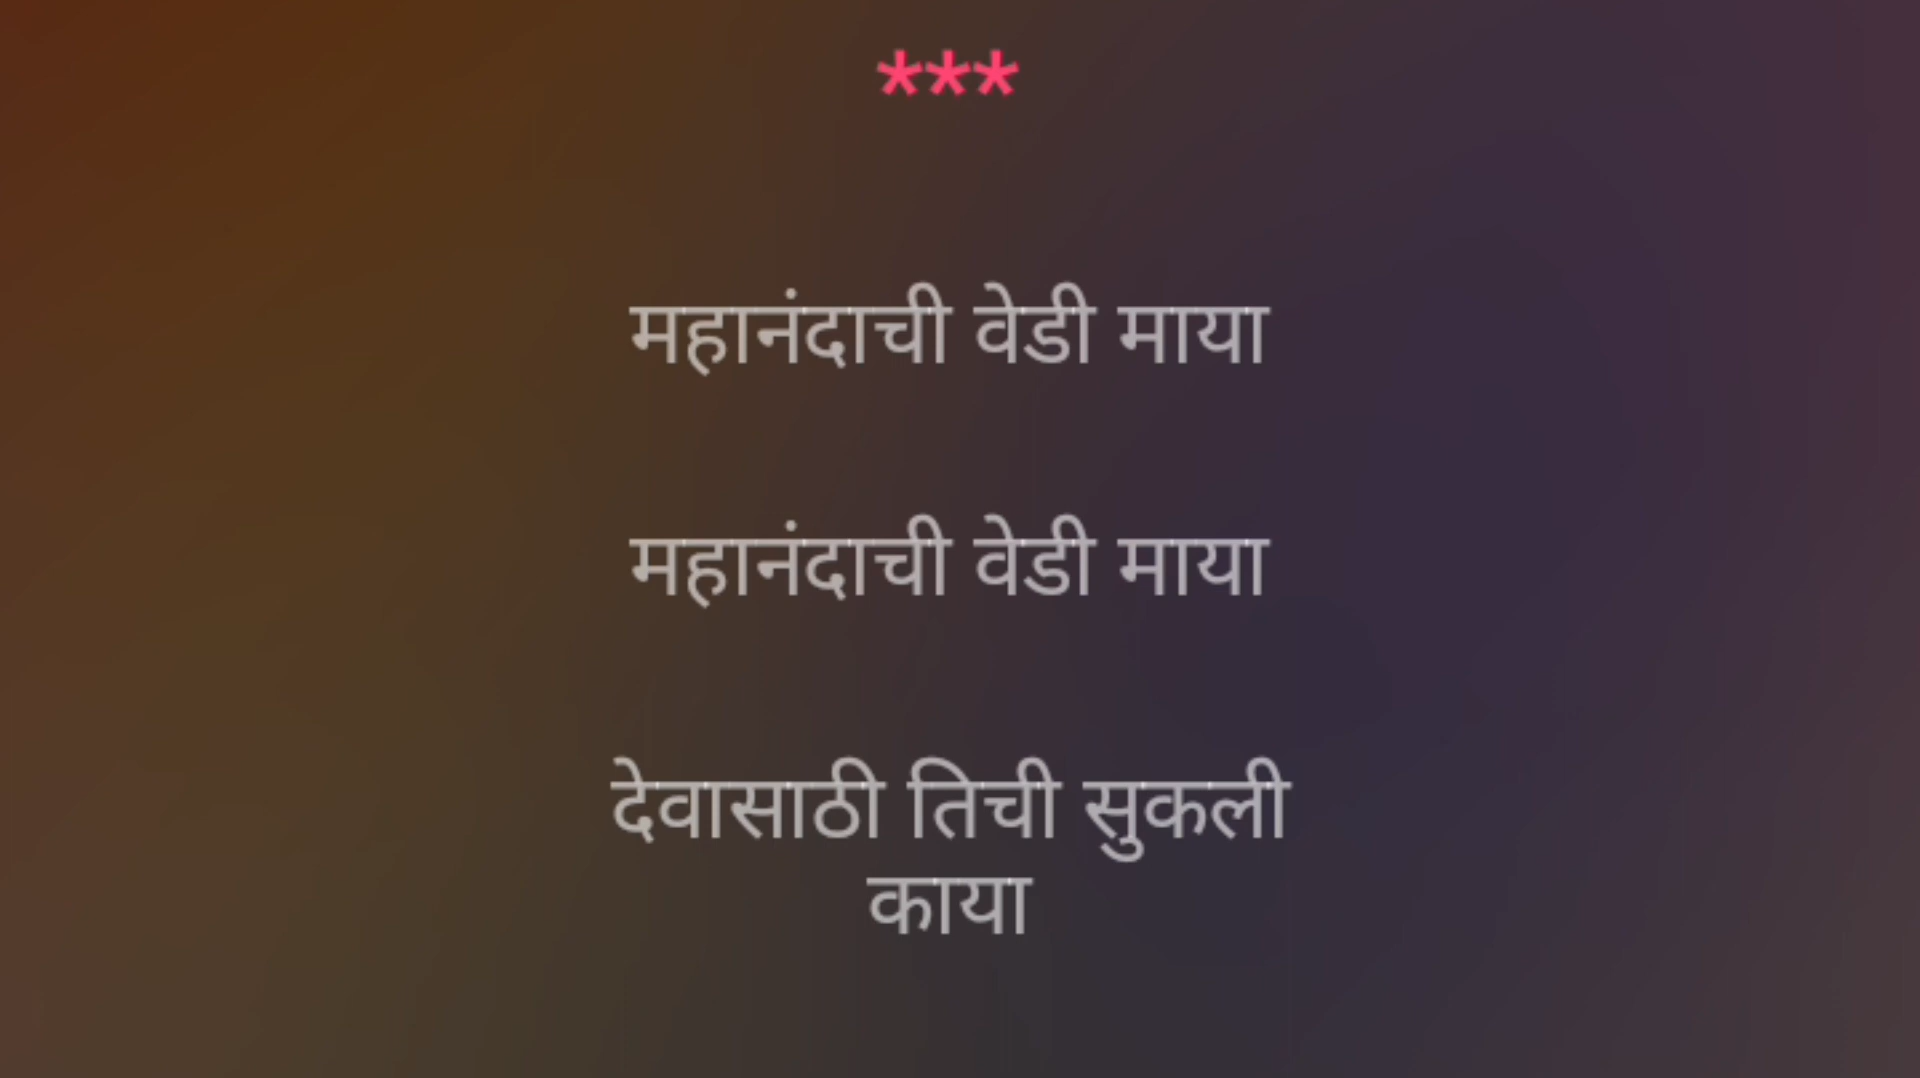 ***
महानंदाची वेडी माया
महानंदाची वेडी माया
देवासाठी तिची सुकली
काया